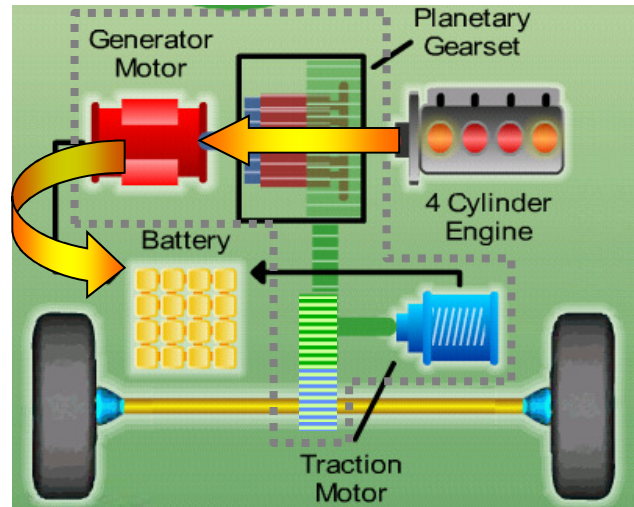 Planetary
Gearset
Generator
Motor
4 Cylinder
Engine
Battery
Traction
Motor